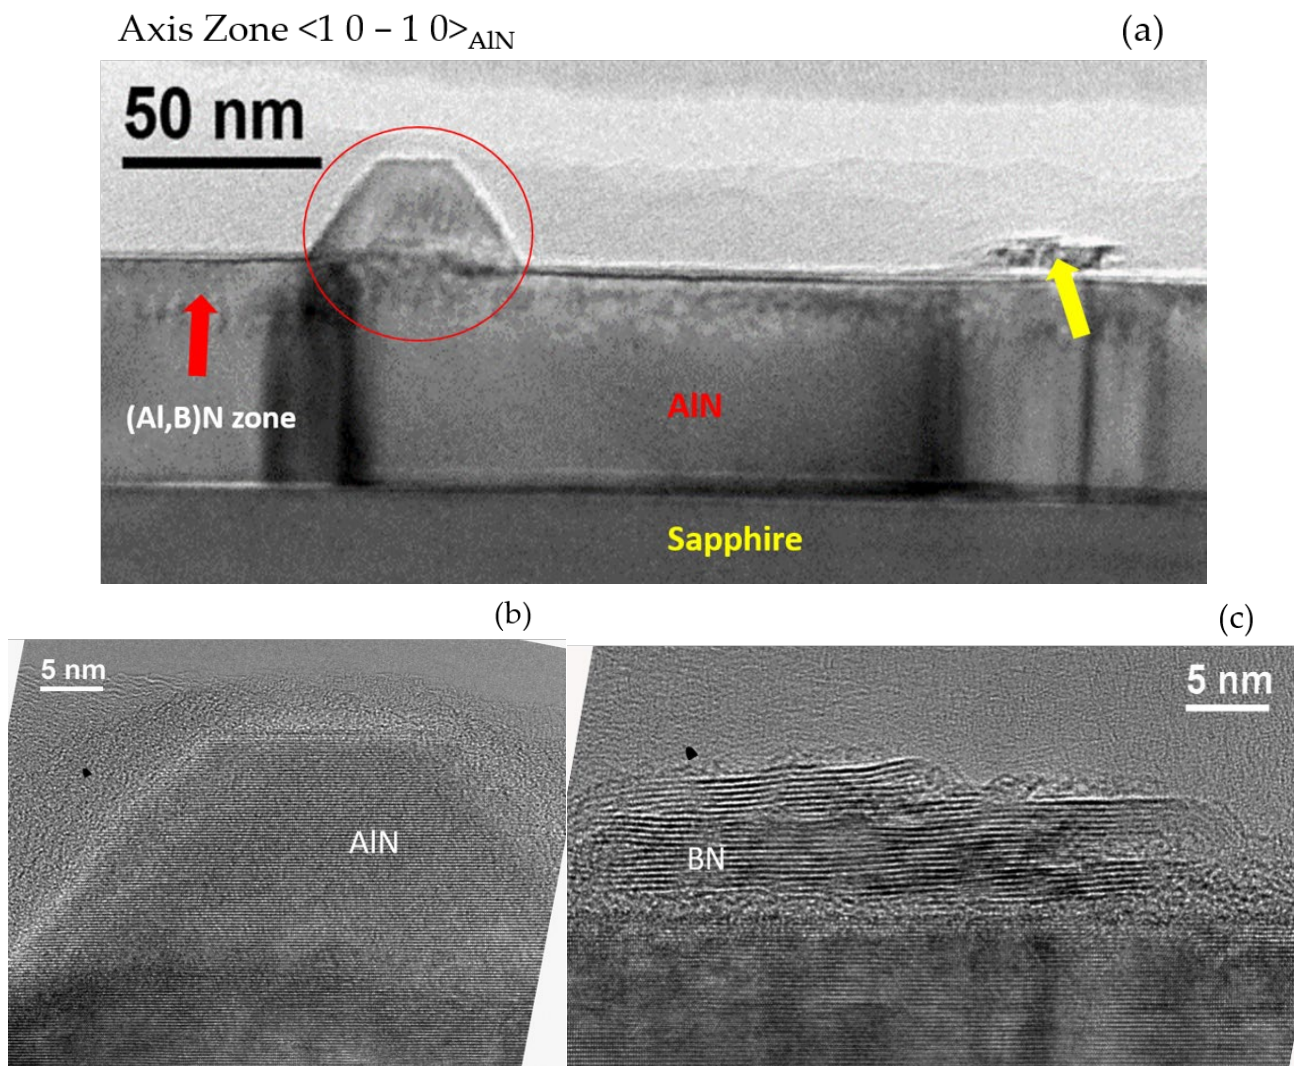 Axis Zone <1 0 – 1 0>AlN
(a)
50 nm
(Al,B)N zone
AlN
Sapphire
(b)
(c)
5 nm
5 nm
AlN
BN